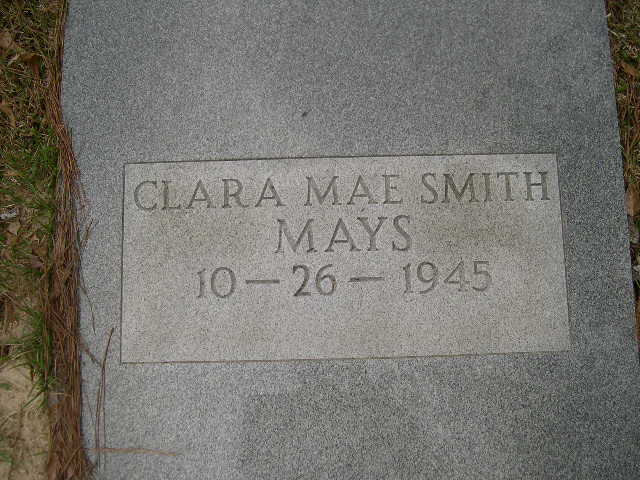 CLARA MAE SMITH
MAYS
10 — 26 — 1945